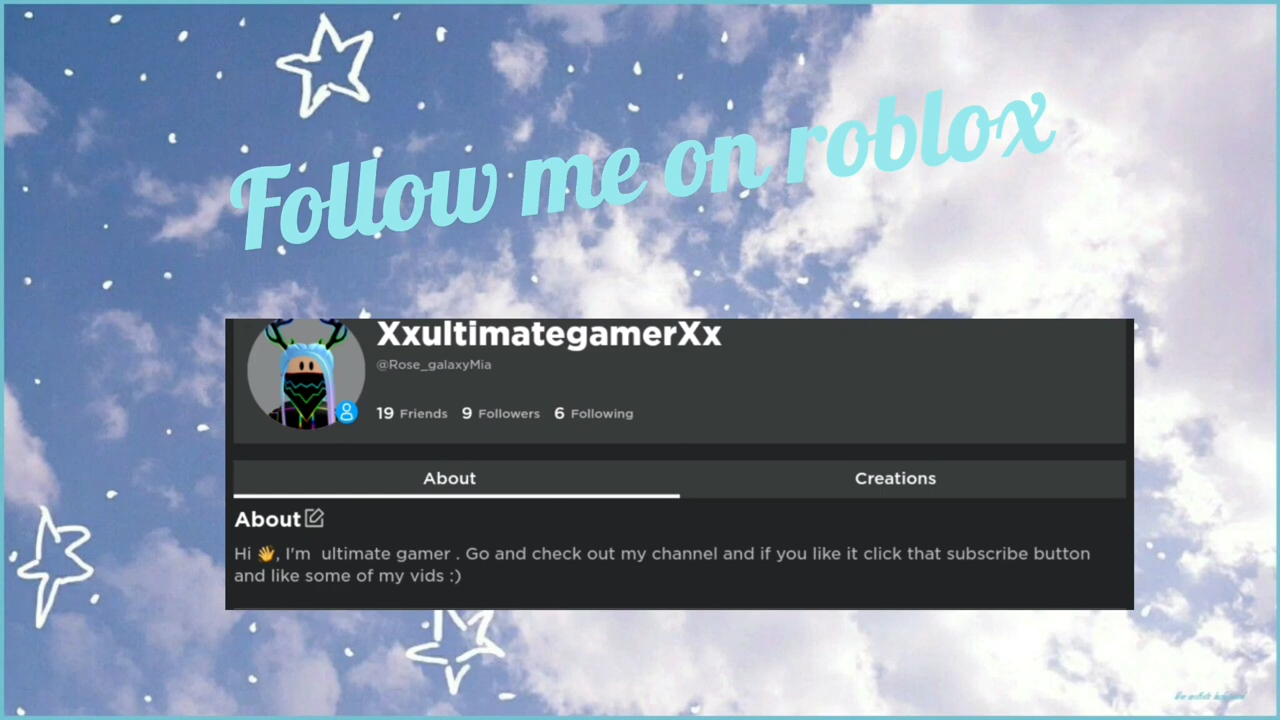 Follow me on roblox
XxultimategamerXx
@Rose_galaxyMia
19 Friends 9 Followers 6 Following
About Creations
About
Hi 👋, I'm  ultimate gamer . Go and check out my channel and if you like it click that subscribe button
and like some of my vids :)